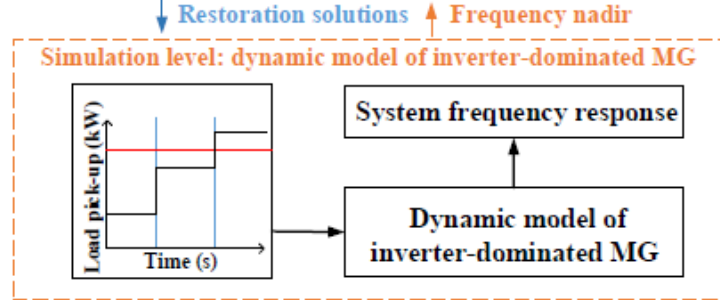 Restoration solutions
Frequency nadir
Simulation level: dynamic model of inverter-dominated MG
Load pick-up (kW)
Time (s)
System frequency response
Dynamic model of
inverter-dominated MG